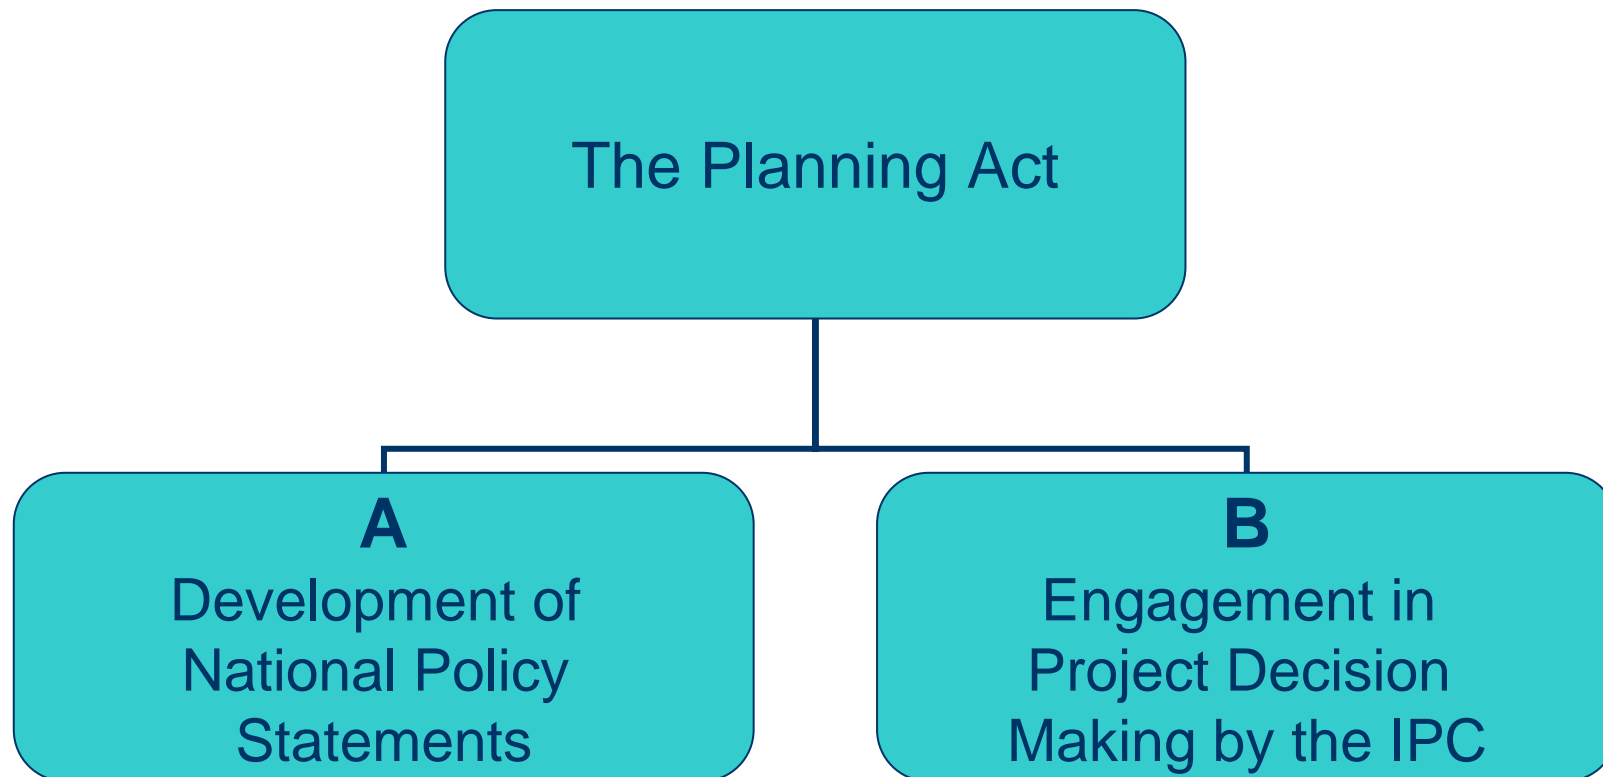 The Planning Act
A
Development of
National Policy
Statements
B
Engagement in
Project Decision
Making by the IPC